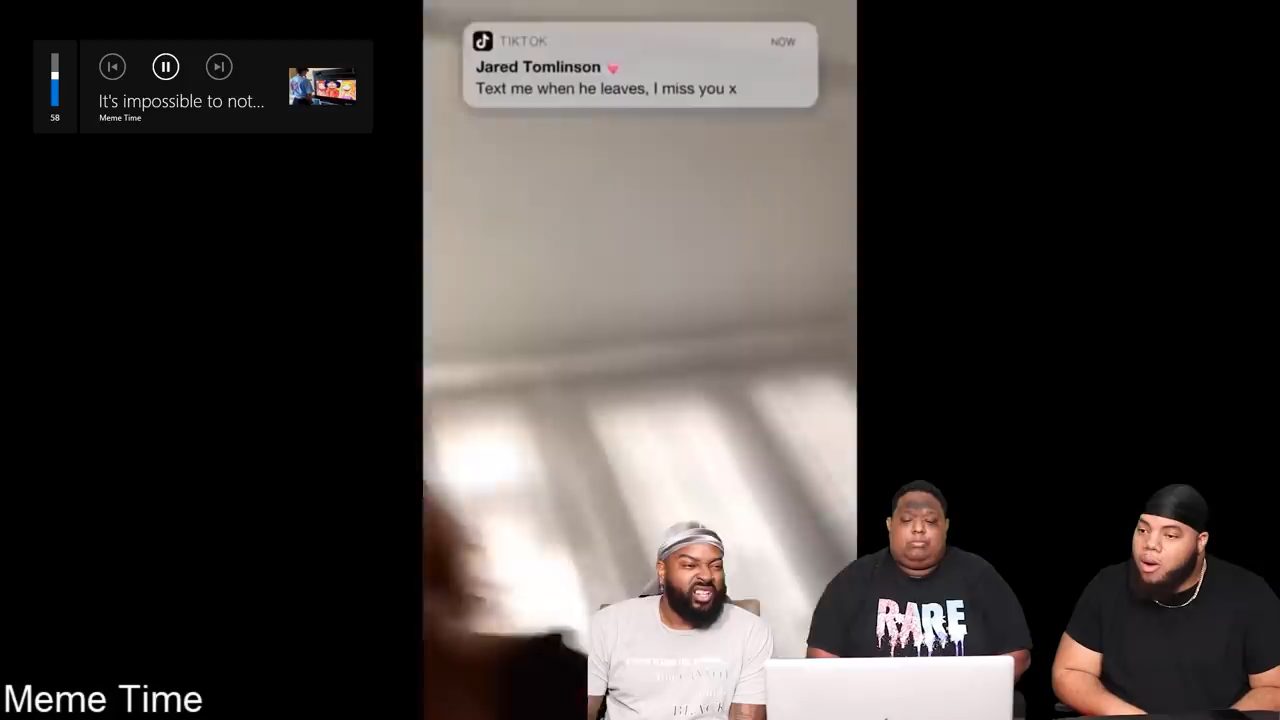 TIKTOK
NOW
Jared Tomlinson
Text me when he leaves, I miss you x
It's impossible to not...
Meme Time
58
RARE
BLACK
Meme Time